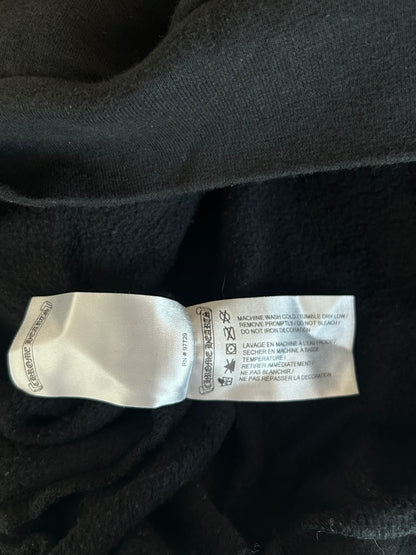 CHROME HEARTS
RN # 97729
CHROME HEARTS
MACHINE WASH COLD / TUMBLE DRY LOW /
REMOVE PROMPTLY / DO NOT BLEACH /
DO NOT IRON DECORATION
LAVAGE EN MACHINE À L'EAU FROIDE /
SÉCHER EN MACHINE À BASSE
TEMPERATURE /
RETIRER IMMÉDIATEMENT /
NE PAS BLANCHIR /
NE PAS REPASSER LA DECORATION